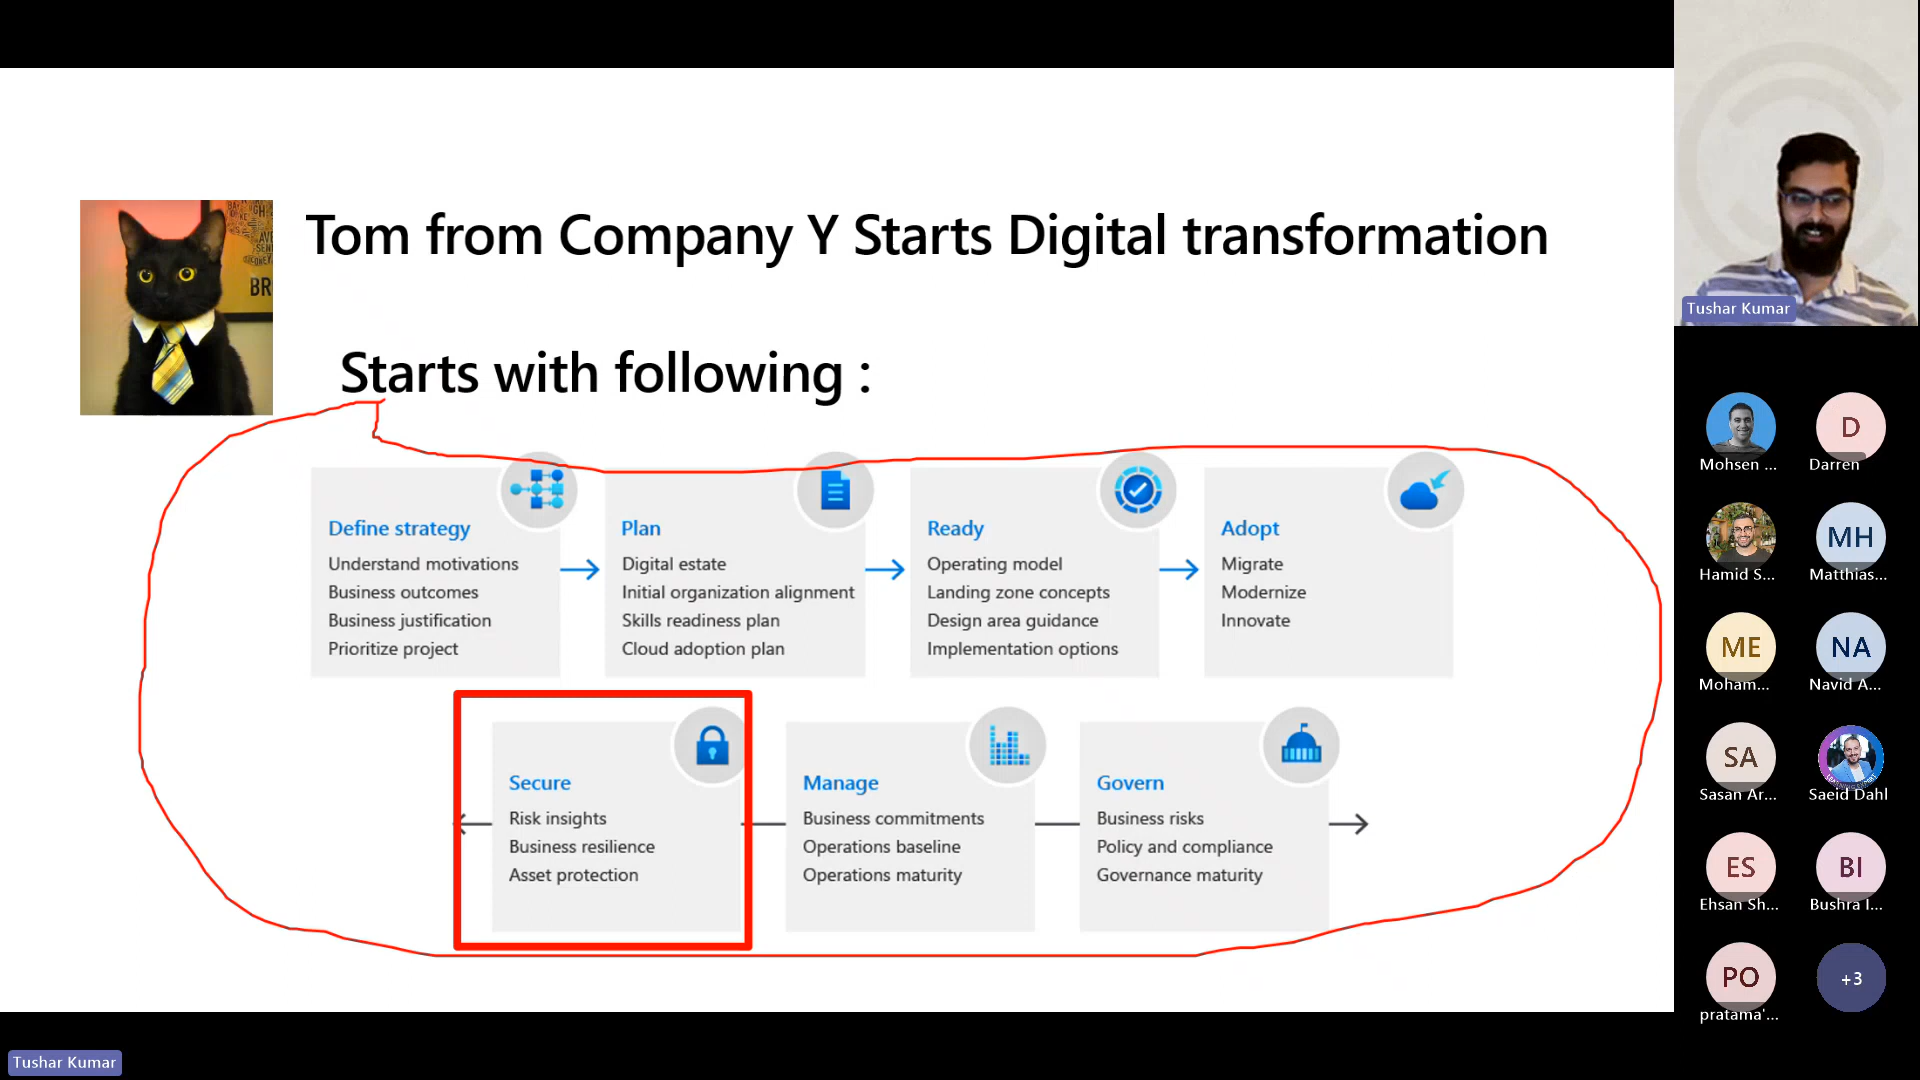 Tom from Company Y Starts Digital transformation
Starts with following :
BR
Define strategy
Understand motivations
Business outcomes
Business justification
Prioritize project
Plan
Digital estate
Initial organization alignment
Skills readiness plan
Cloud adoption plan
Ready
Operating model
Landing zone concepts
Design area guidance
Implementation options
Adopt
Migrate
Modernize
Innovate
Secure
Risk insights
Business resilience
Asset protection
Manage
Business commitments
Operations baseline
Operations maturity
Govern
Business risks
Policy and compliance
Governance maturity
Tushar Kumar
Mohsen ...
D
Darren
Hamid S...
MH
Matthias...
ME
Moham...
NA
Navid A...
SA
Sasan Ar...
Saeid Dahl
ES
Ehsan Sh...
BI
Bushra I...
PO
pratama'...
+3
Tushar Kumar